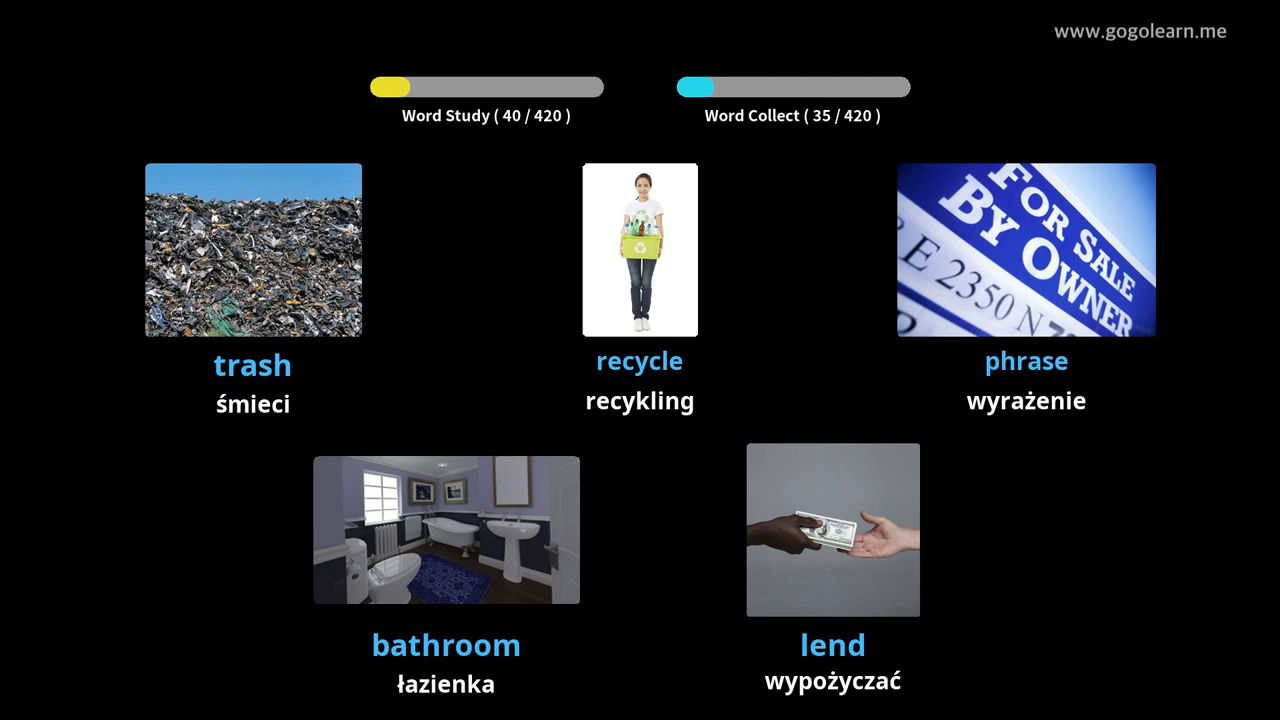 www.gogolearn.me
Word Study ( 40 / 420 )
Word Collect ( 35 / 420 )
FOR SALE
BY OWNER
E 2350 N
trash
recycle
phrase
śmieci
recykling
wyrażenie
bathroom
lend
łazienka
wypożyczać